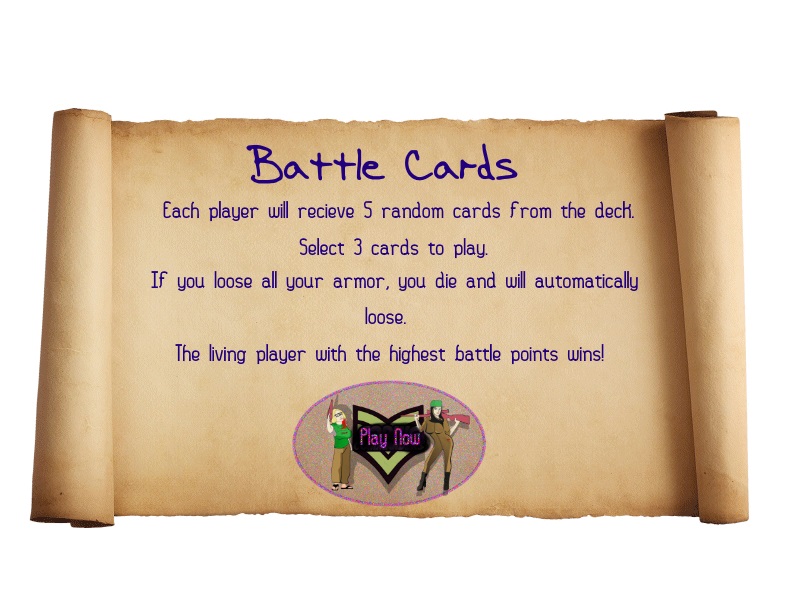 Battle Cards
Each player will recieve 5 random cards from the deck.
Select 3 cards to play.
If you loose all your armor, you die and will automatically
loose.
The living player with the highest battle points wins!
Play Now